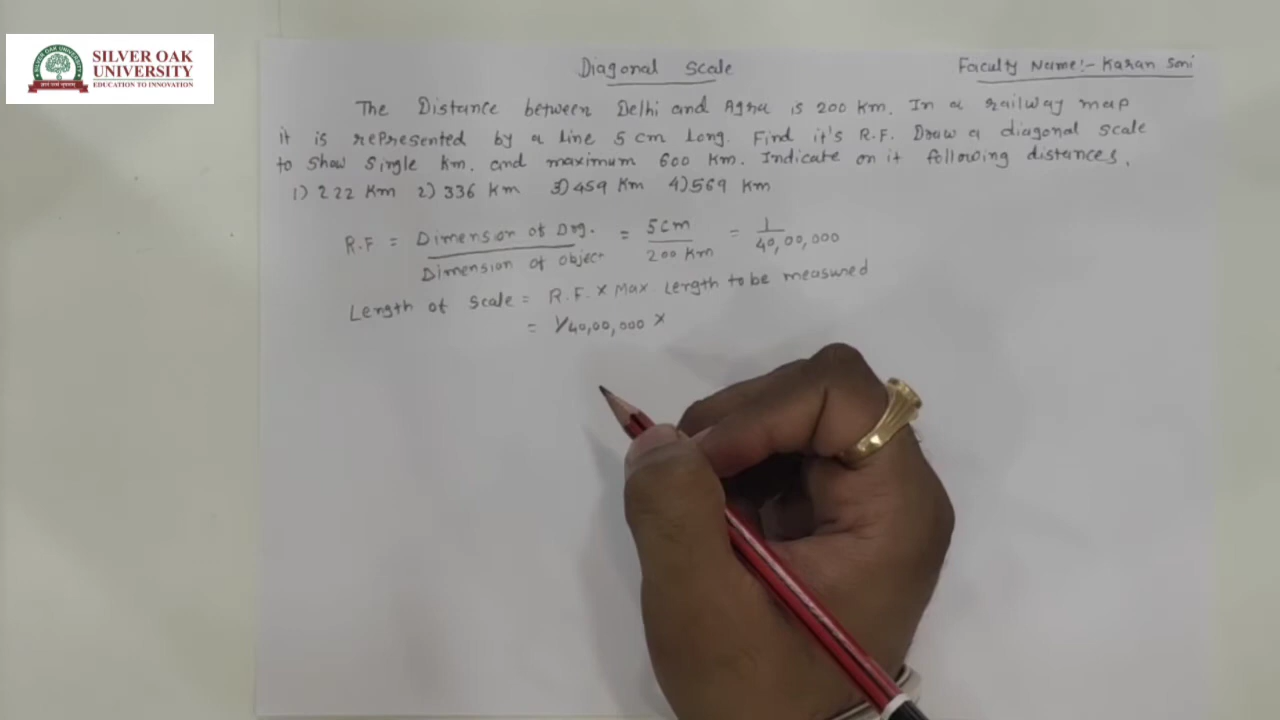 SILVER OAK
UNIVERSITY
EDUCATION TO INNOVATION
Diagonal Scale
Faculty Name:- Karan Soni
The Distance between Delhi and Agra is 200 Km. In a railway map
it is represented by a line 5 cm long. Find it's R.F. Draw a diagonal scale
to show single km. and maximum 600 Km. Indicate on it following distances.
1) 222 Km 2) 336 Km 3) 459 Km 4) 569 Km
R.F = Dimension of Drg. / Dimension of object = 5cm / 200 Km = 1 / 40,00,000
Length of Scale = R.F. × Max. Length to be measured
= 1/40,00,000 ×